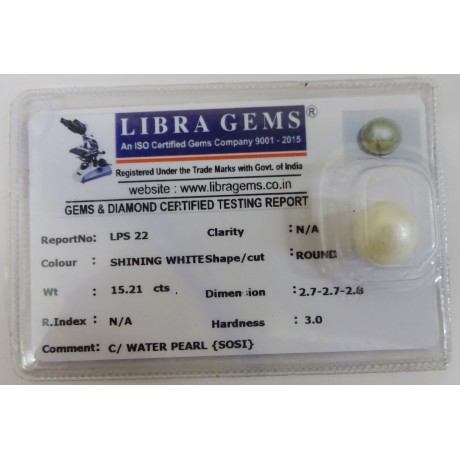 LIBRA GEMS ®
An ISO Certified Gems Company 9001 - 2015
Registered Under the Trade Marks with Govt. of India
website : www.libragems.co.in
GEMS & DIAMOND CERTIFIED TESTING REPORT
ReportNo: LPS 22 Clarity : N/A
Colour : SHINING WHITE Shape/cut : ROUND
Wt : 15.21 cts . Dimension : 2.7-2.7-2.8
R.Index : N/A Hardness : 3.0
Comment: C/ WATER PEARL {SOSI}